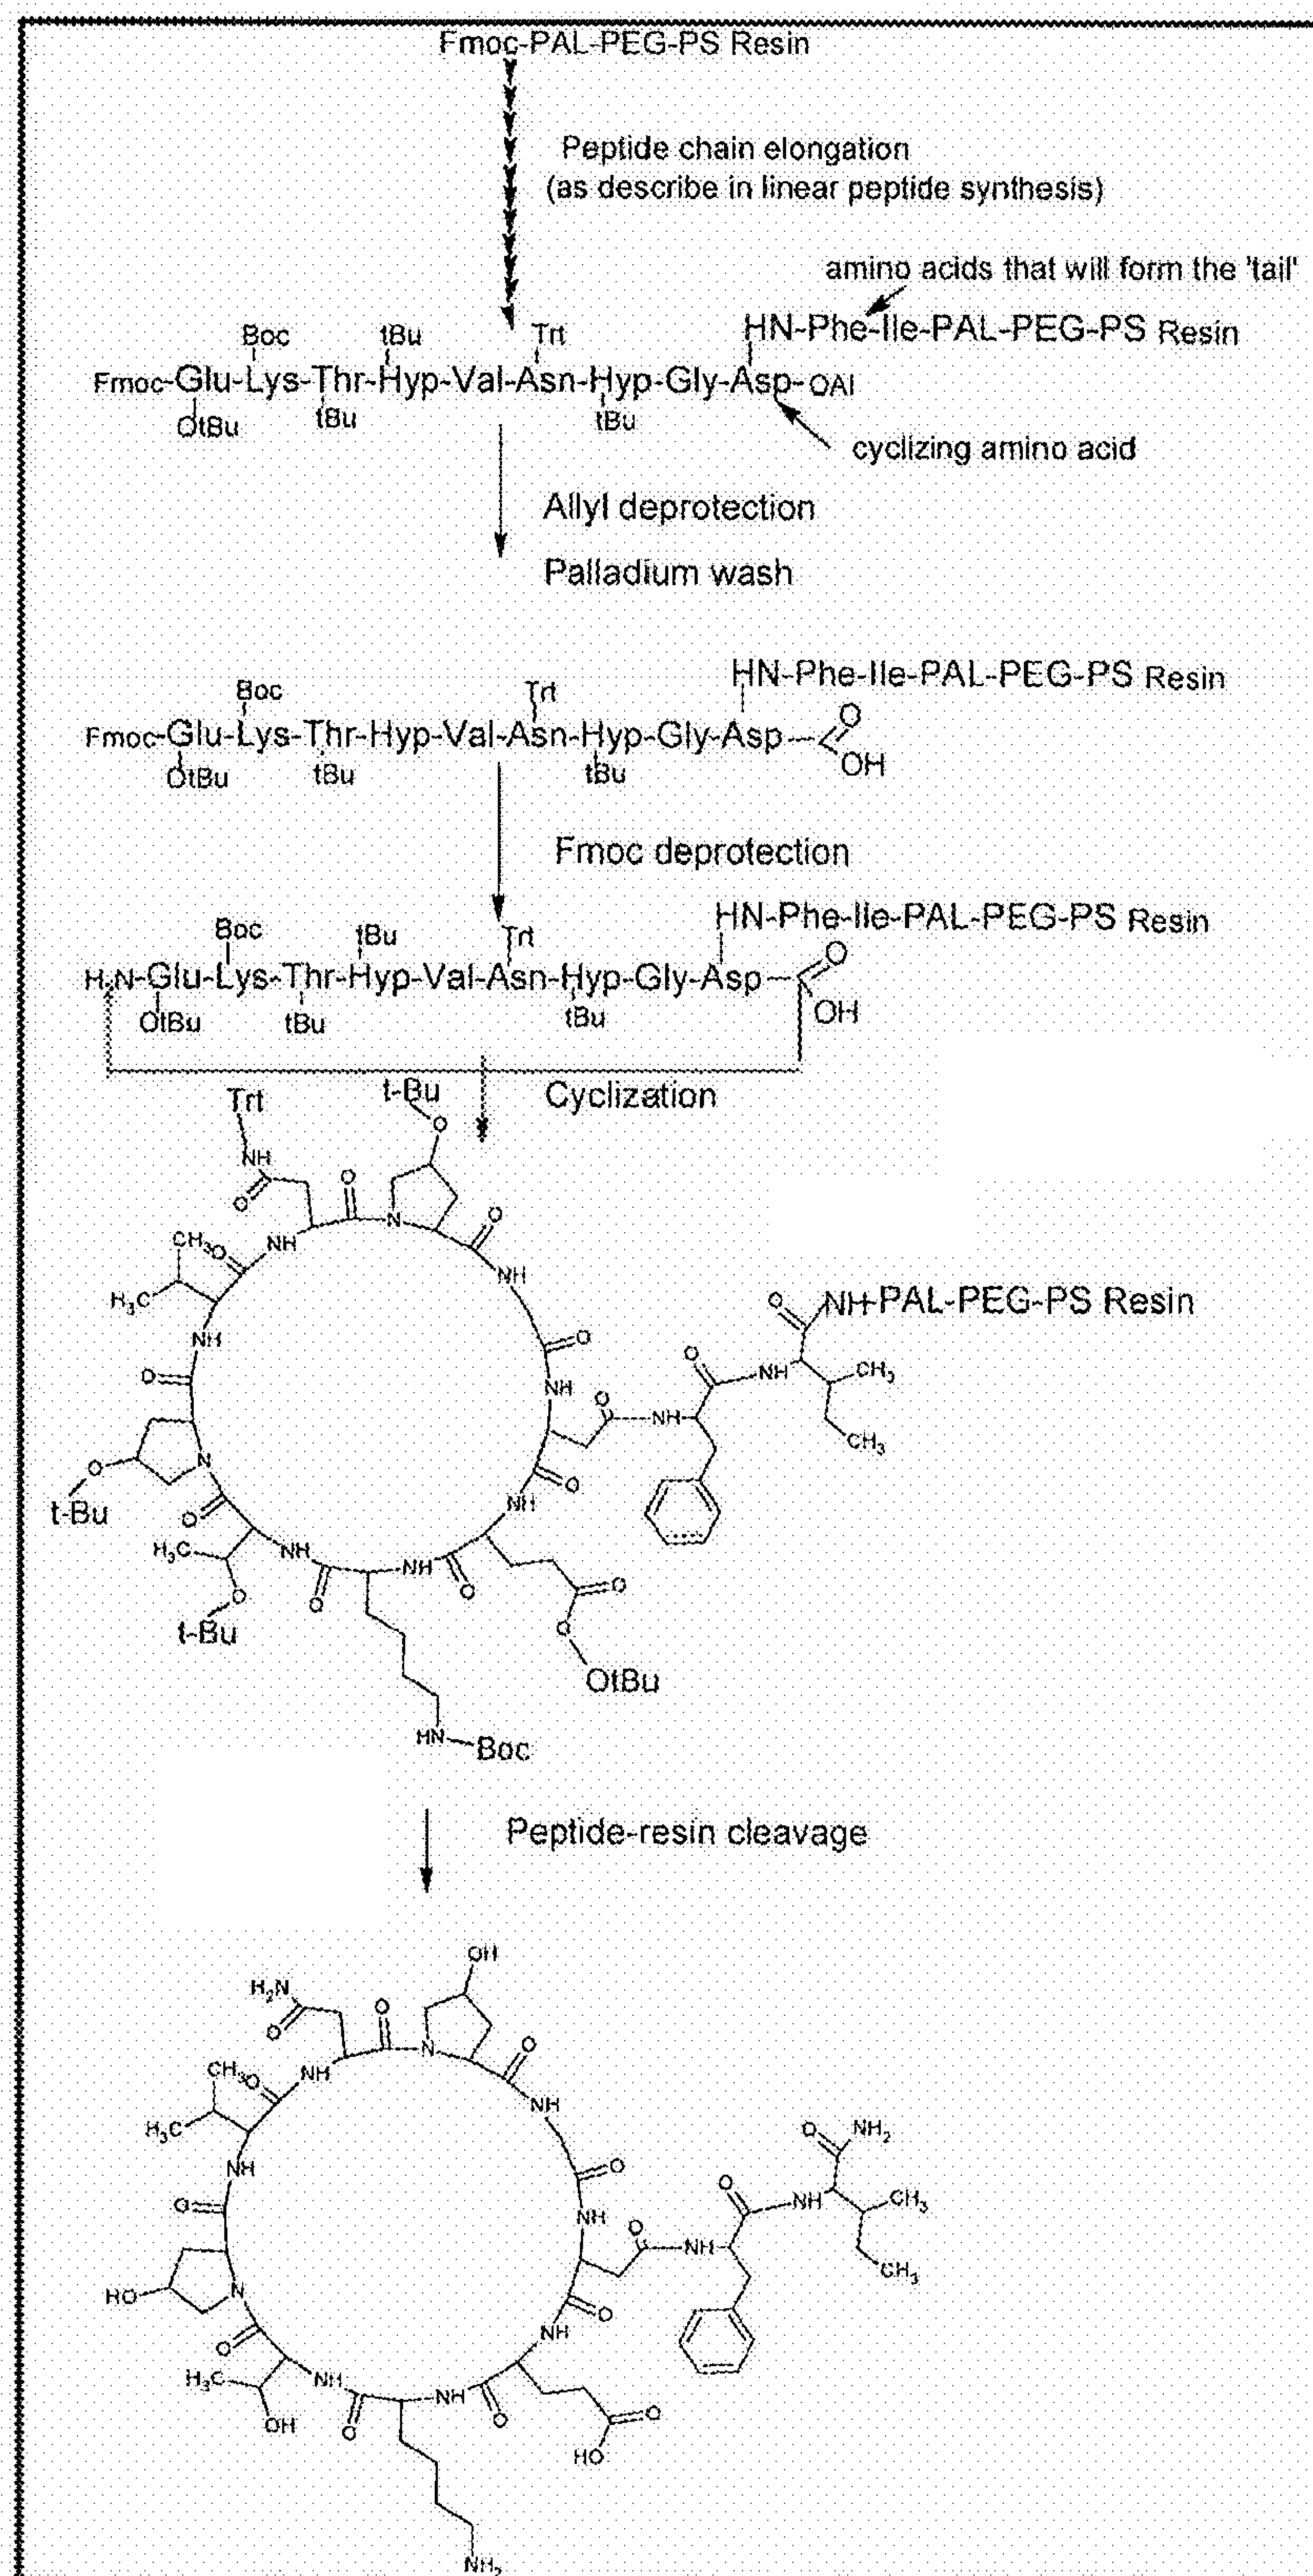 Fmoc-PAL-PEG-PS Resin
Peptide chain elongation
(as describe in linear peptide synthesis)
amino acids that will form the 'tail'
HN-Phe-Ile-PAL-PEG-PS Resin
Boc tBu Trt
Fmoc-Glu-Lys-Thr-Hyp-Val-Asn-Hyp-Gly-Asp-OAl
OtBu tBu tBu
cyclizing amino acid
Allyl deprotection
Palladium wash
HN-Phe-Ile-PAL-PEG-PS Resin
Boc Trt
Fmoc-Glu-Lys-Thr-Hyp-Val-Asn-Hyp-Gly-Asp O
OtBu tBu tBu OH
Fmoc deprotection
HN-Phe-Ile-PAL-PEG-PS Resin
Boc tBu Trt
H2N-Glu-Lys-Thr-Hyp-Val-Asn-Hyp-Gly-Asp O
OtBu tBu tBu OH
Cyclization
Trt t-Bu
O
NH
O O
N O
CH3 O NH
H3C NH
NH+PAL-PEG-PS Resin
O
NH
O
O O NH CH3
NH O
NH CH3
O N
t-Bu O
NH
O
H3C NH NH
O O O
O
t-Bu O
OtBu
HN-Boc
Peptide-resin cleavage
OH
H2N
O O
N O
NH
CH3 O NH
H3C
O NH2
NH O
O O NH CH3
NH O NH
CH3
HO N
O
NH
O
H3C NH NH
OH O O O
HO
NH2